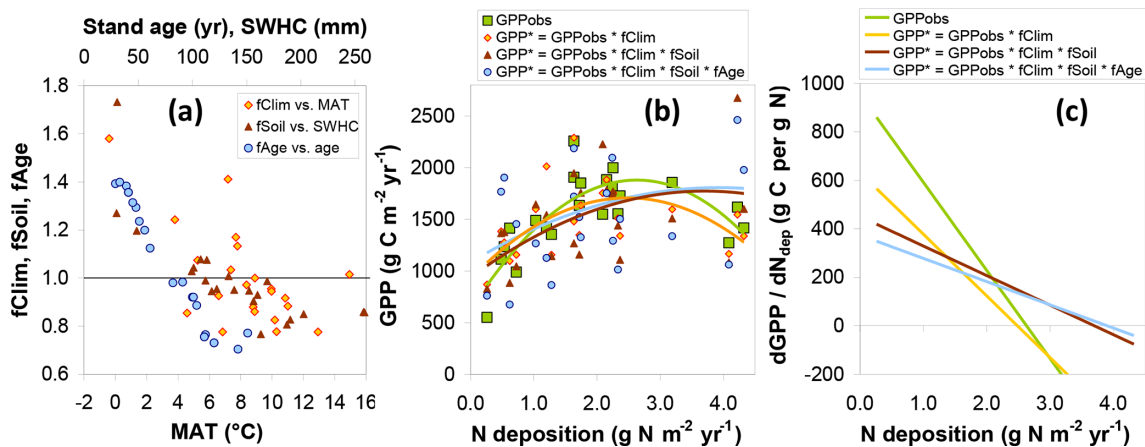 Stand age (yr), SWHC (mm)
0 50 100 150 200 250
(a)
fClim vs. MAT
fSoil vs. SWHC
fAge vs. age
fClim, fSoil, fAge
1.8
1.6
1.4
1.2
1.0
0.8
0.6
-2 0 2 4 6 8 10 12 14 16
MAT (°C)
GPPobs
GPP* = GPPobs * fClim
GPP* = GPPobs * fClim * fSoil
GPP* = GPPobs * fClim * fSoil * fAge
(b)
GPP (g C m-2 yr-1)
2500
2000
1500
1000
500
0
0.0 1.0 2.0 3.0 4.0
N deposition (g N m-2 yr-1)
GPPobs
GPP* = GPPobs * fClim
GPP* = GPPobs * fClim * fSoil
GPP* = GPPobs * fClim * fSoil * fAge
(c)
dGPP / dNdep (g C per g N)
1000
800
600
400
200
0
-200
0.0 1.0 2.0 3.0 4.0
N deposition (g N m-2 yr-1)